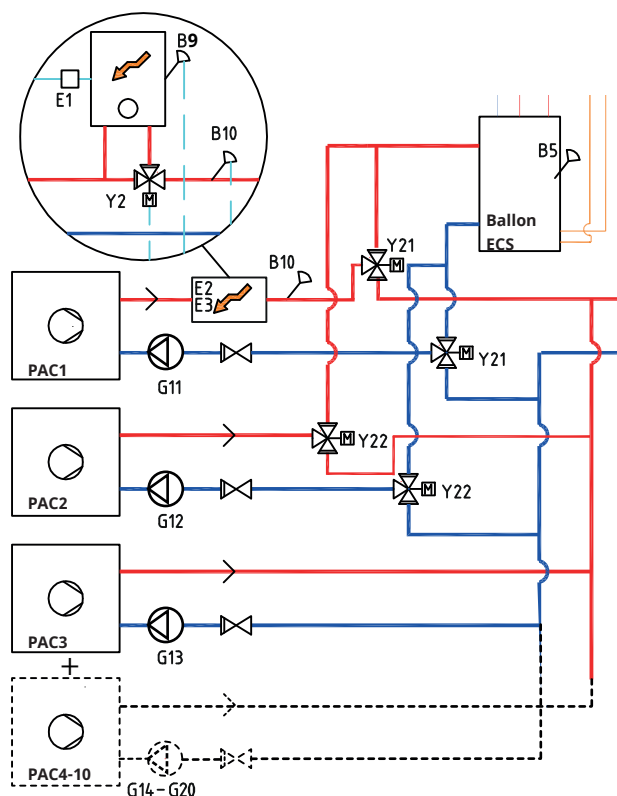 B9
E1
B10
Y2
M
B5
Ballon
ECS
Y21
M
B10
E2
E3
PAC1
G11
M
Y21
M
Y22
PAC2
G12
M
Y22
PAC3
G13
+
PAC4-10
G14-G20